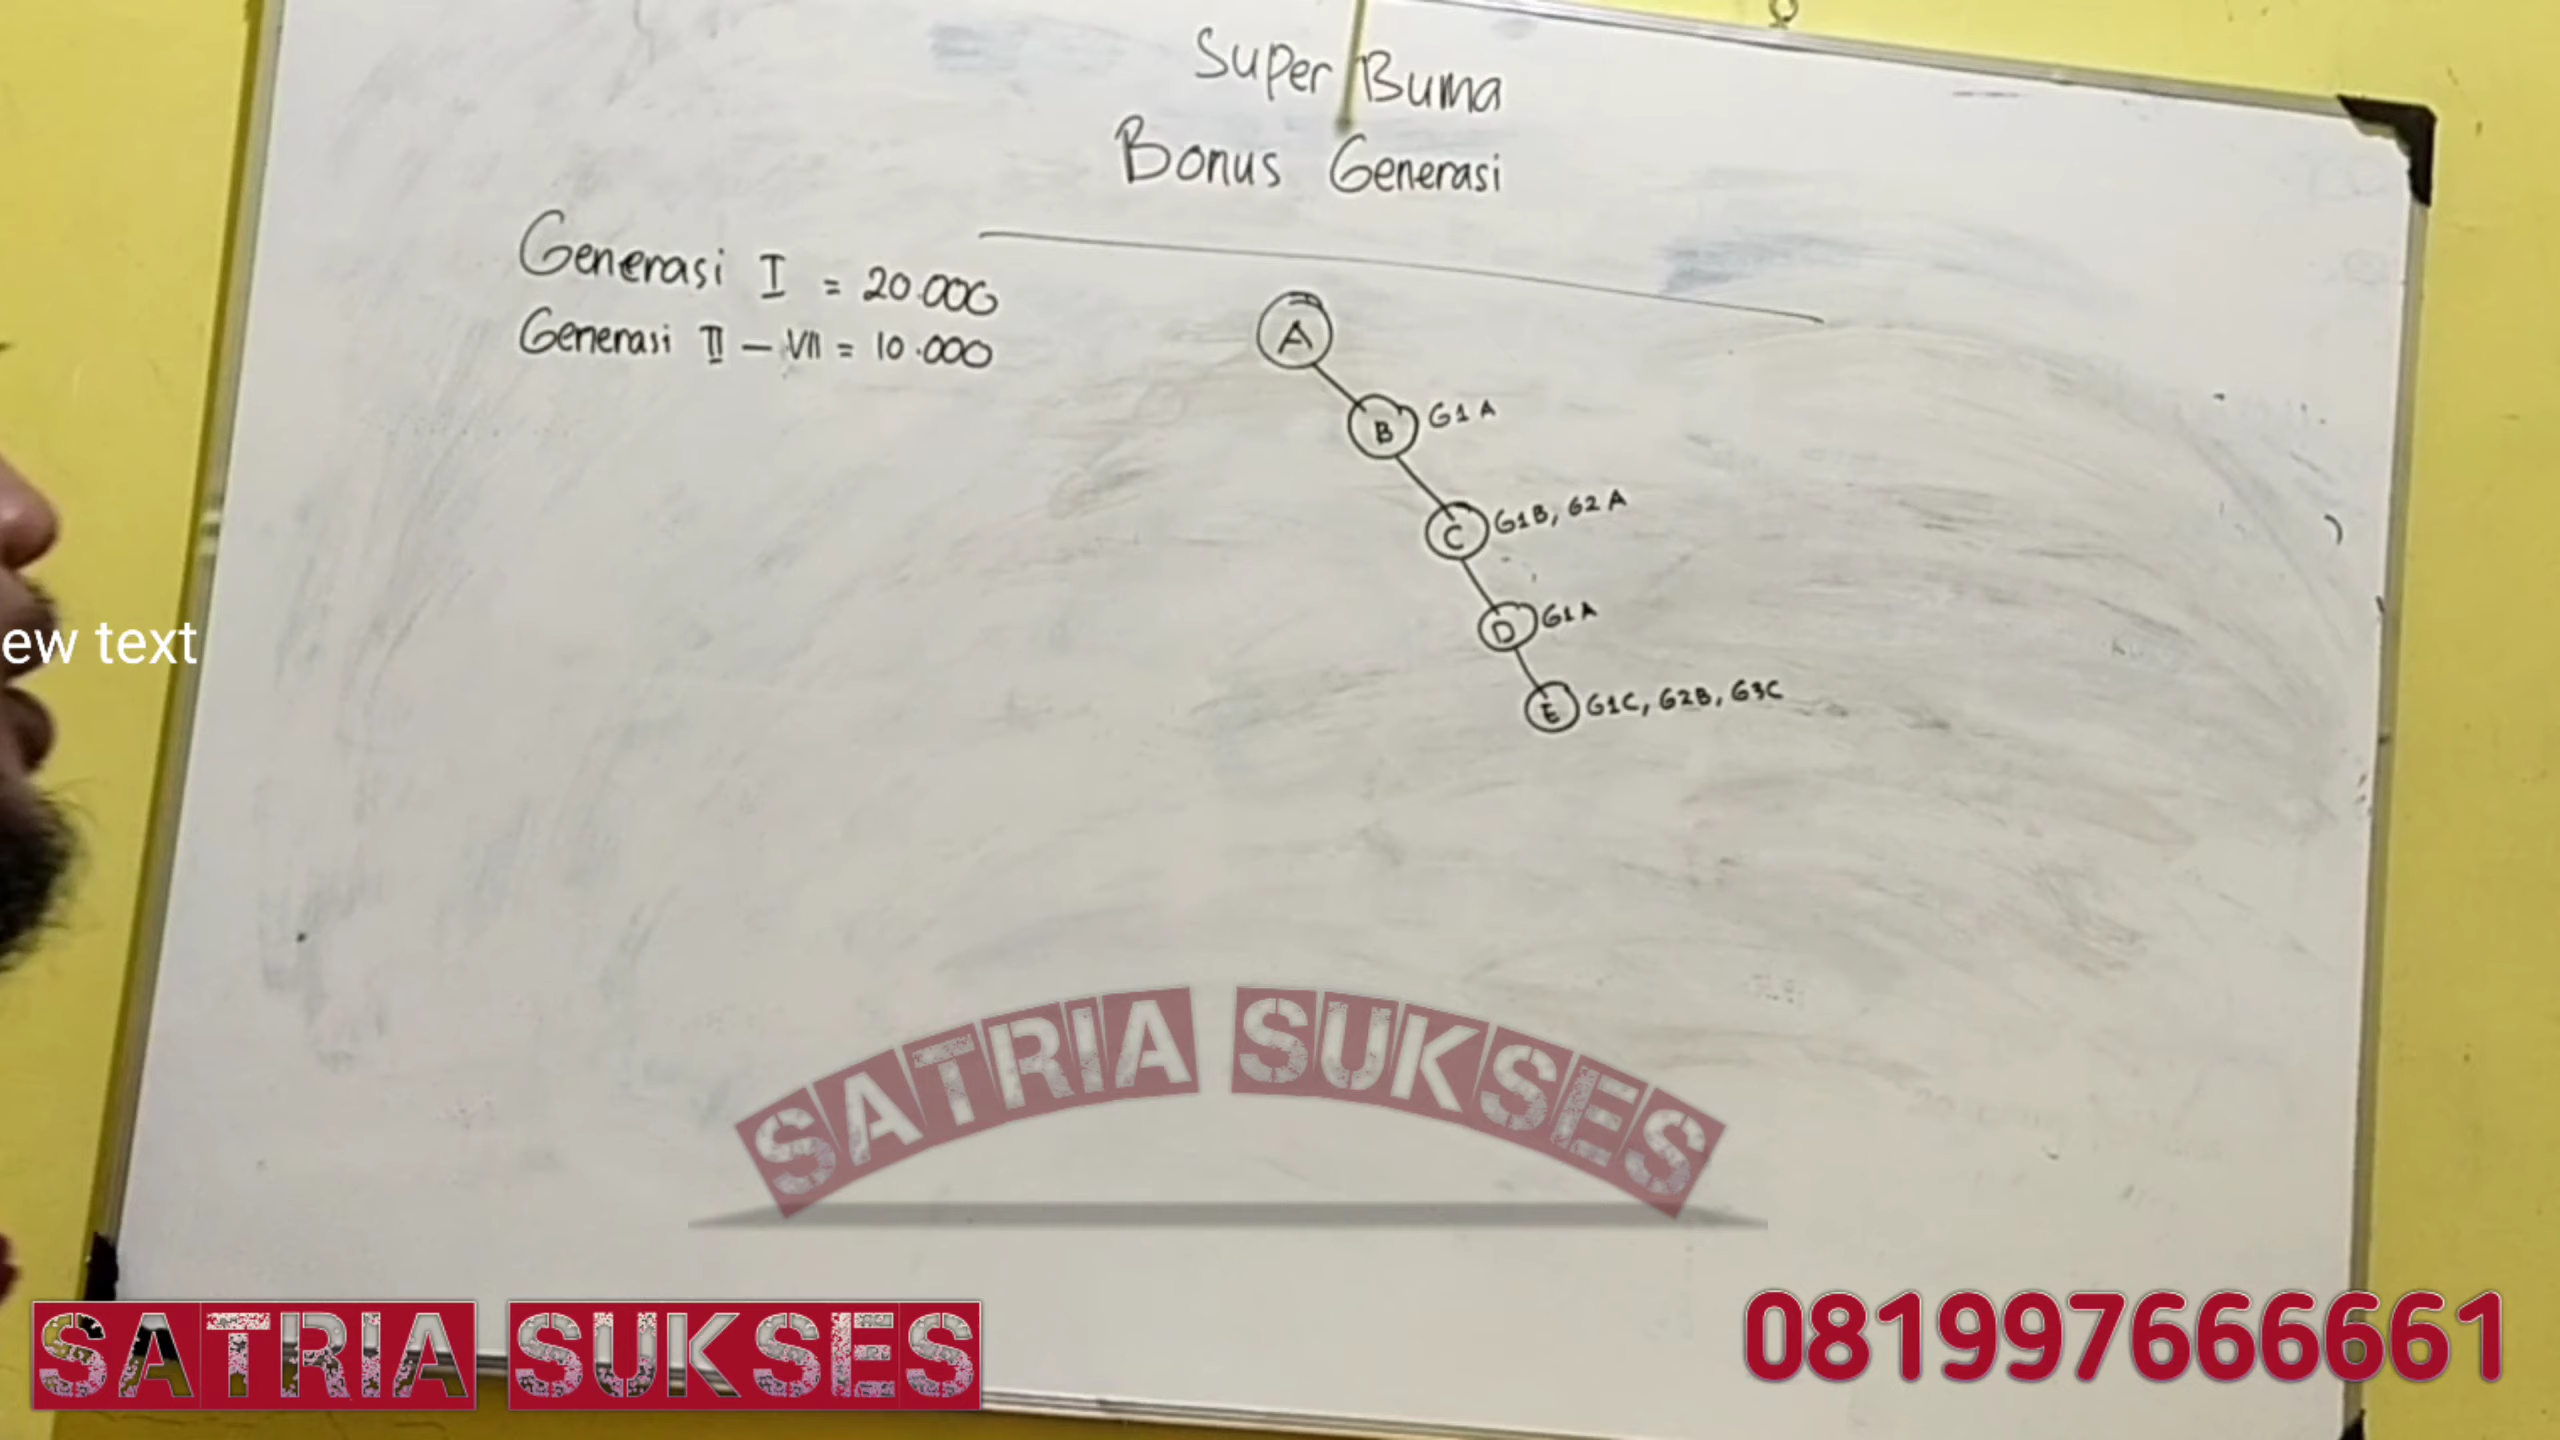 Super Buma
Bonus Generasi
Generasi I = 20.000
Generasi II - VII = 10.000
A
B G1 A
C G1B, G2 A
D G1A
E G1C, G2B, G3C
ew text
SATRIA SUKSES
SATRIA SUKSES
081997666661